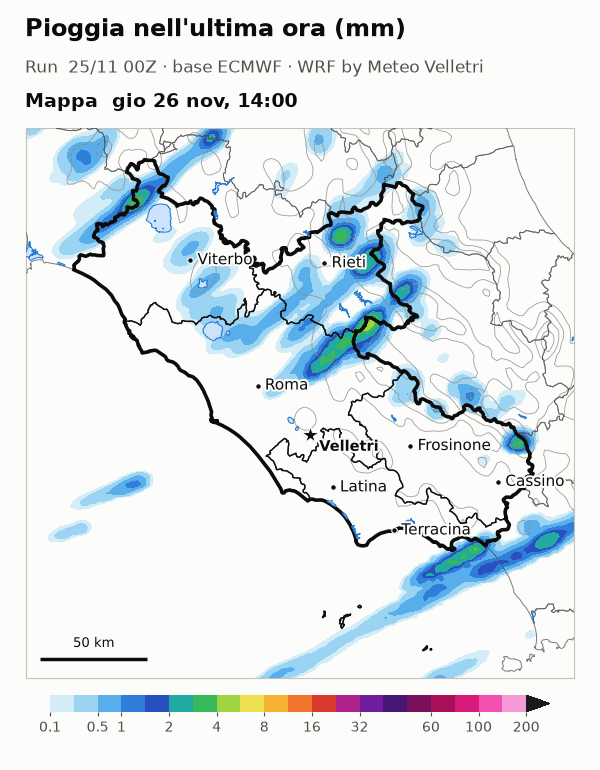 Pioggia nell'ultima ora (mm)
Run 25/11 00Z · base ECMWF · WRF by Meteo Velletri
Mappa gio 26 nov, 14:00
Viterbo
Rieti
Roma
Velletri
Frosinone
Latina
Cassino
Terracina
50 km
0.1 0.5 1 2 4 8 16 32 60 100 200